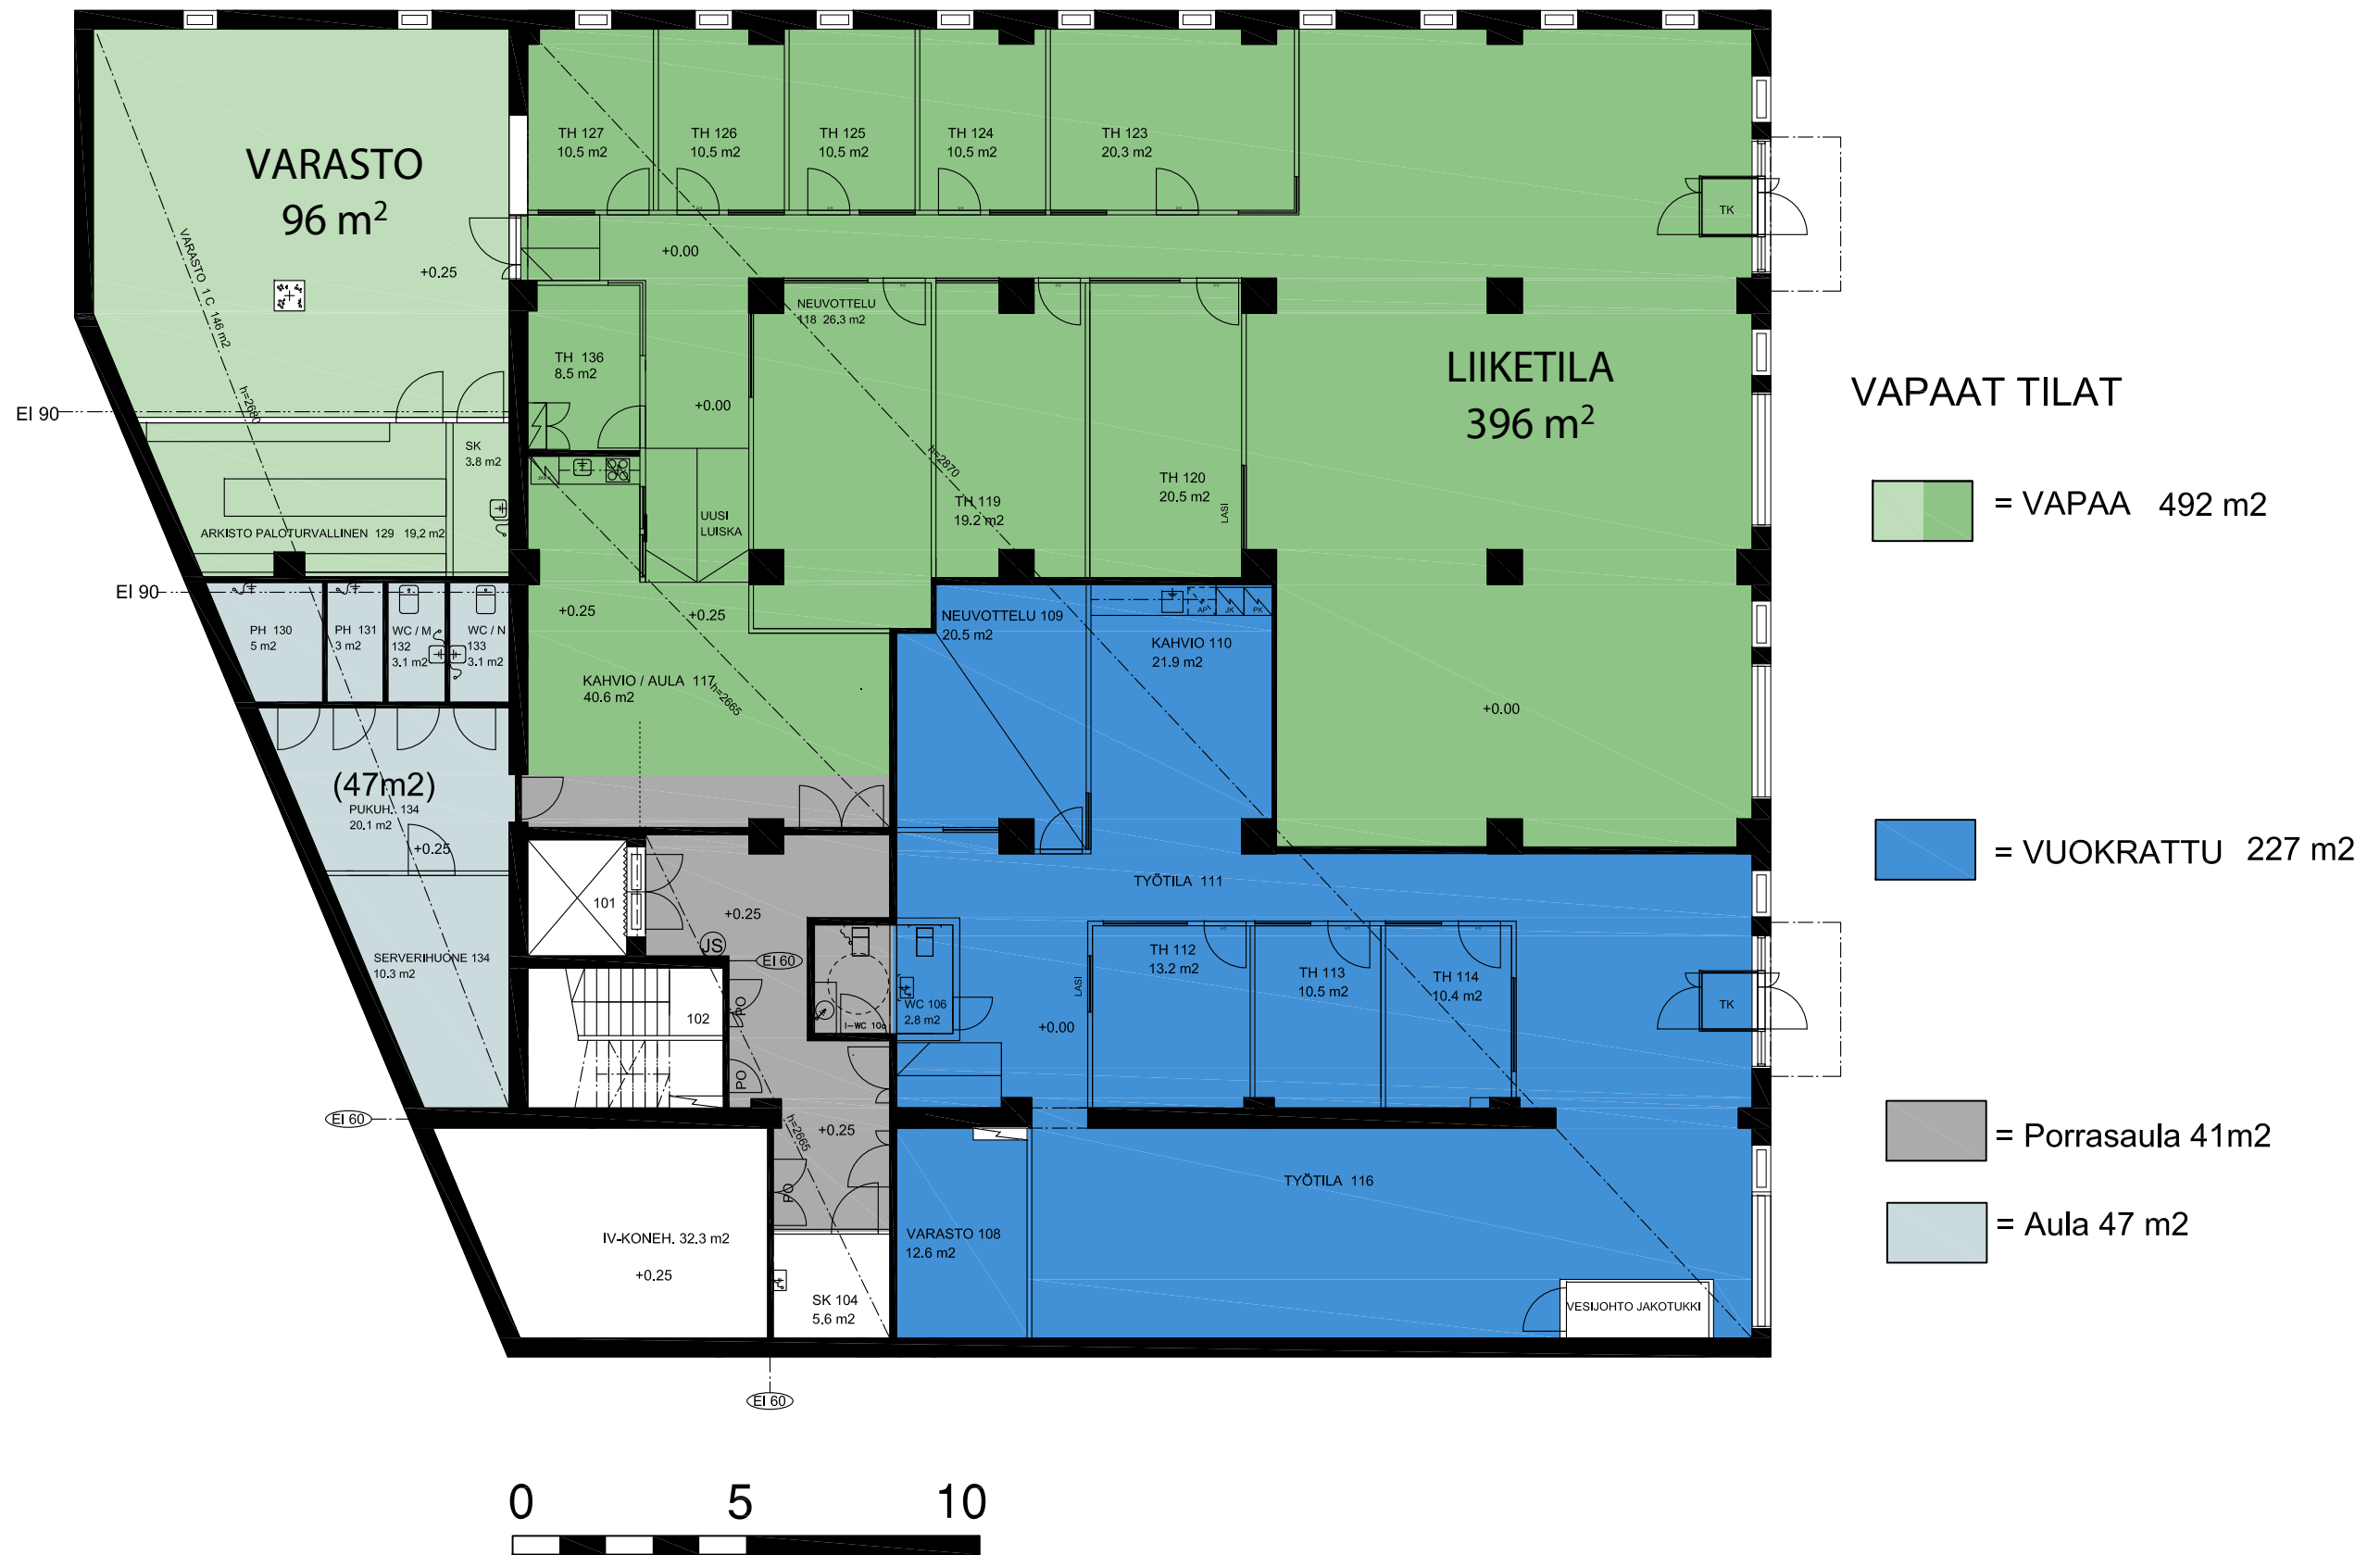 VARASTO
96 m²
VARASTO 1 C 146 m2
h=2680
+0.25
TH 127
10.5 m2
TH 126
10.5 m2
TH 125
10.5 m2
TH 124
10.5 m2
TH 123
20.3 m2
TK
+0.00
NEUVOTTELU
118 26.3 m2
TH 136
8.5 m2
+0.00
LIIKETILA
396 m²
h=2870
VAPAAT TILAT
= VAPAA 492 m2
EI 90
SK
3.8 m2
ARKISTO PALOTURVALLINEN 129 19,2 m2
UUSI
LUISKA
TH 119
19.2 m2
TH 120
20.5 m2
LASI
EI 90
PH 130
5 m2
PH 131
3 m2
WC / M
132
3.1 m2
WC / N
133
3.1 m2
+0.25
+0.25
KAHVIO / AULA 117
40.6 m2
h=2665
NEUVOTTELU 109
20.5 m2
AP
JK
PK
KAHVIO 110
21.9 m2
+0.00
(47m2)
PUKUH. 134
20.1 m2
+0.25
= VUOKRATTU 227 m2
SERVERIHUONE 134
10.3 m2
101
+0.25
JS
EI 60
102
PO
PO
WC 106
2.8 m2
TYÖTILA 111
LASI
TH 112
13.2 m2
TH 113
10.5 m2
TH 114
10.4 m2
+0.00
TK
EI 60
h=2665
+0.25
PO
= Porrasaula 41m2
= Aula 47 m2
IV-KONEH. 32.3 m2
+0.25
SK 104
5.6 m2
VARASTO 108
12.6 m2
TYÖTILA 116
VESIJOHTO JAKOTUKKI
EI 60
0 5 10